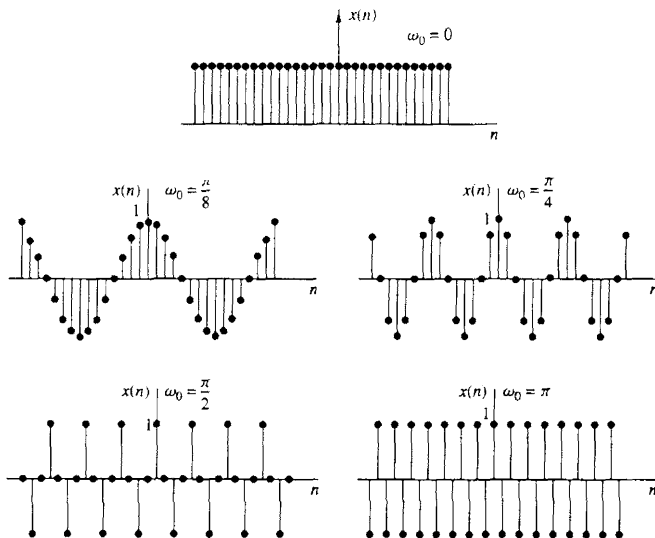 x(n)
ω₀ = 0
n
x(n)
1
ω₀ = π/8
n
x(n)
1
ω₀ = π/4
n
x(n)
1
ω₀ = π/2
n
x(n)
1
ω₀ = π
n